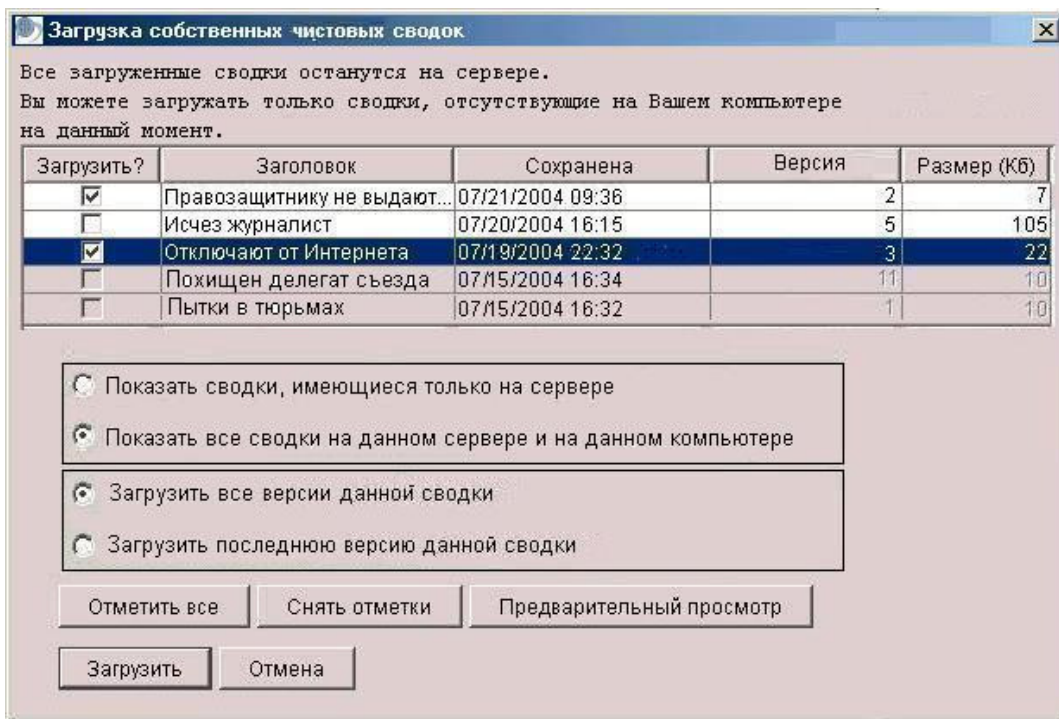 Загрузка собственных чистовых сводок
Все загруженные сводки останутся на сервере.
Вы можете загружать только сводки, отсутствующие на Вашем компьютере
на данный момент.
Загрузить? Заголовок Сохранена Версия Размер (Кб)
Правозащитнику не выдают... 07/21/2004 09:36 2 7
Исчез журналист 07/20/2004 16:15 5 105
Отключают от Интернета 07/19/2004 22:32 3 22
Похищен делегат съезда 07/15/2004 16:34 11 10
Пытки в тюрьмах 07/15/2004 16:32 1 10
Показать сводки, имеющиеся только на сервере
Показать все сводки на данном сервере и на данном компьютере
Загрузить все версии данной сводки
Загрузить последнюю версию данной сводки
Отметить все Снять отметки Предварительный просмотр
Загрузить Отмена